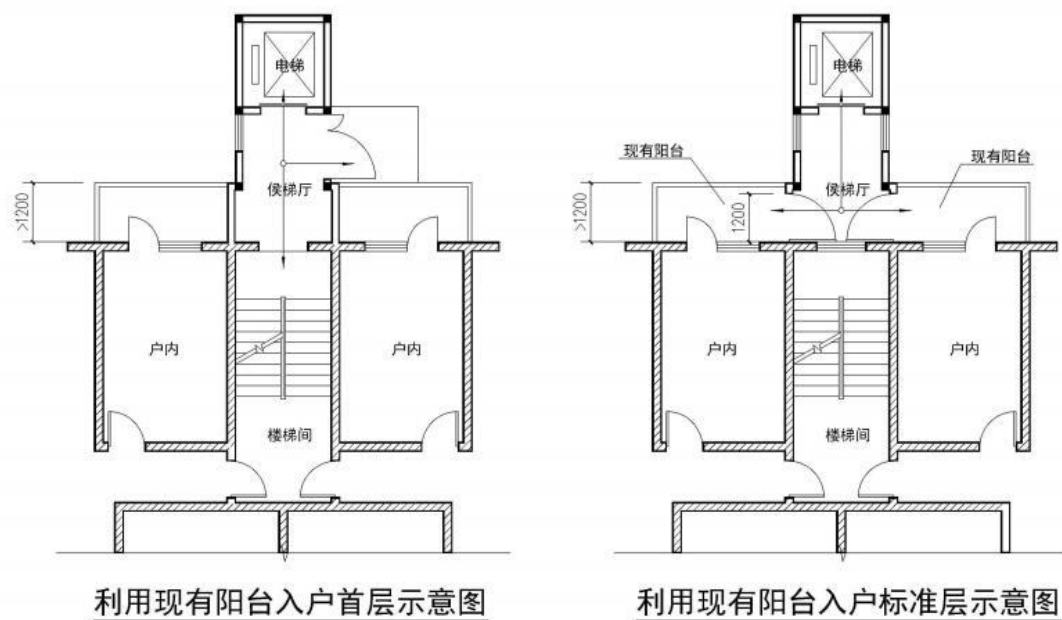 电梯
侯梯厅
>1200
户内
户内
楼梯间
利用现有阳台入户首层示意图
电梯
现有阳台
现有阳台
侯梯厅
>1200
1200
户内
户内
楼梯间
利用现有阳台入户标准层示意图